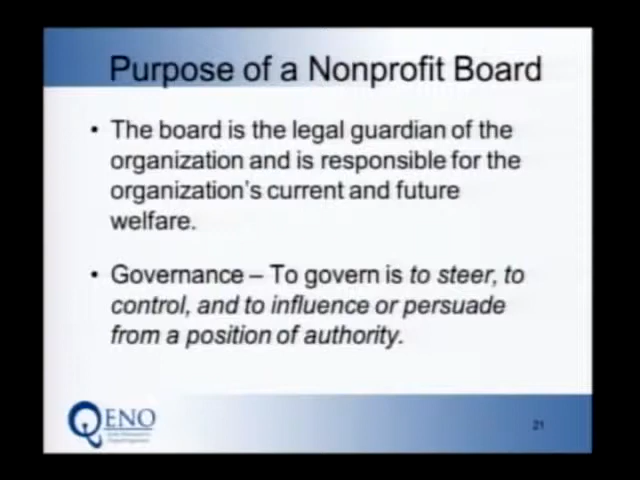 Purpose of a Nonprofit Board
• The board is the legal guardian of the
organization and is responsible for the
organization's current and future
welfare.
• Governance – To govern is to steer, to
control, and to influence or persuade
from a position of authority.
QENO
21